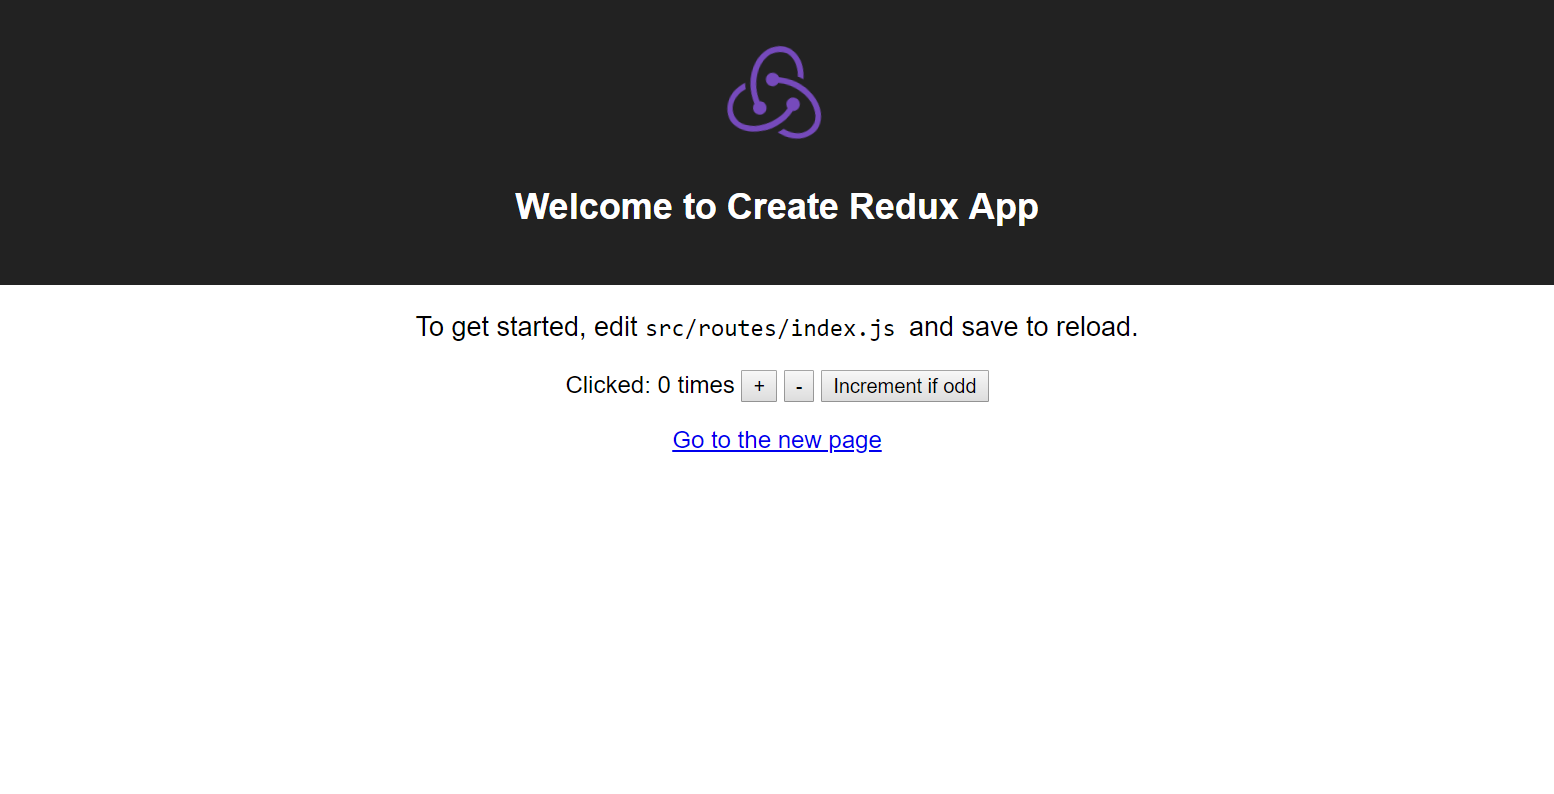 Welcome to Create Redux App
To get started, edit src/routes/index.js and save to reload.
Clicked: 0 times + - Increment if odd
Go to the new page